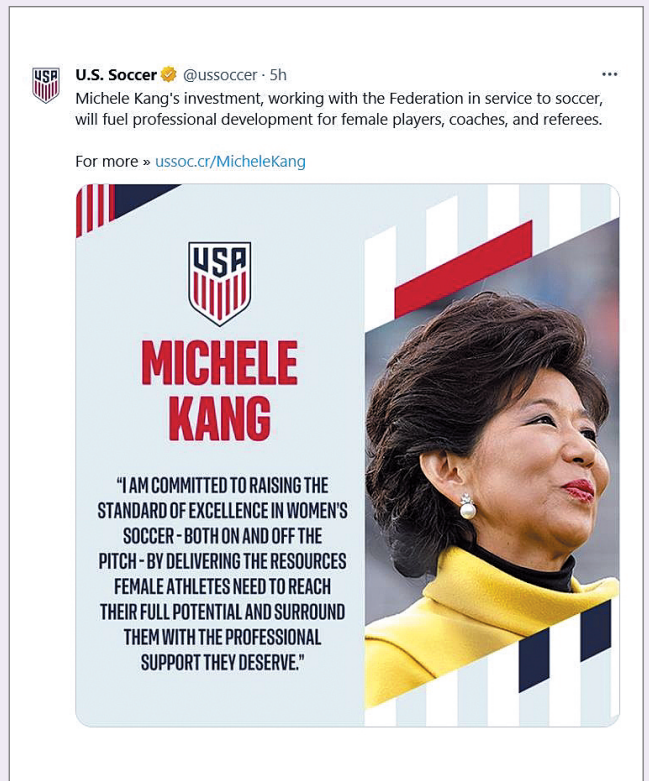 USA
U.S. Soccer @ussoccer · 5h
Michele Kang's investment, working with the Federation in service to soccer,
will fuel professional development for female players, coaches, and referees.
For more » ussoc.cr/MicheleKang
USA
MICHELE
KANG
“I AM COMMITTED TO RAISING THE
STANDARD OF EXCELLENCE IN WOMEN'S
SOCCER - BOTH ON AND OFF THE
PITCH - BY DELIVERING THE RESOURCES
FEMALE ATHLETES NEED TO REACH
THEIR FULL POTENTIAL AND SURROUND
THEM WITH THE PROFESSIONAL
SUPPORT THEY DESERVE.”